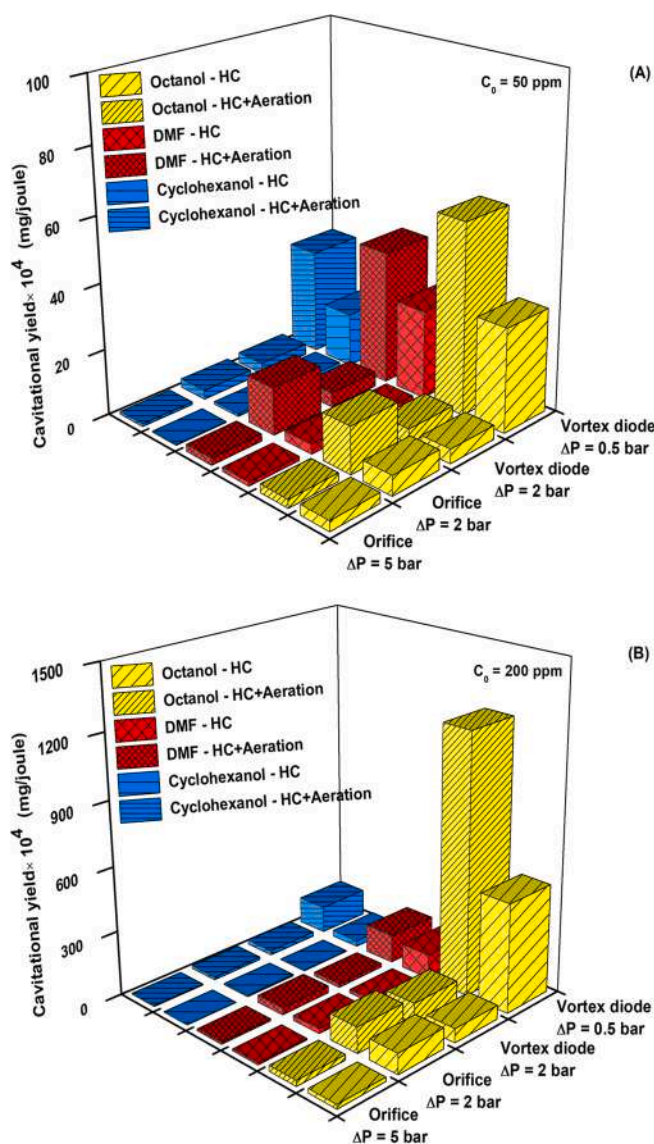 (A)
C₀ = 50 ppm
Octanol - HC
Octanol - HC+Aeration
DMF - HC
DMF - HC+Aeration
Cyclohexanol - HC
Cyclohexanol - HC+Aeration
Cavitational yield× 10⁴ (mg/joule)
100
80
60
40
20
0
Vortex diode
ΔP = 0.5 bar
Vortex diode
ΔP = 2 bar
Orifice
ΔP = 2 bar
Orifice
ΔP = 5 bar
(B)
C₀ = 200 ppm
Octanol - HC
Octanol - HC+Aeration
DMF - HC
DMF - HC+Aeration
Cyclohexanol - HC
Cyclohexanol - HC+Aeration
Cavitational yield× 10⁴ (mg/joule)
1500
1200
900
600
300
0
Vortex diode
ΔP = 0.5 bar
Vortex diode
ΔP = 2 bar
Orifice
ΔP = 2 bar
Orifice
ΔP = 5 bar